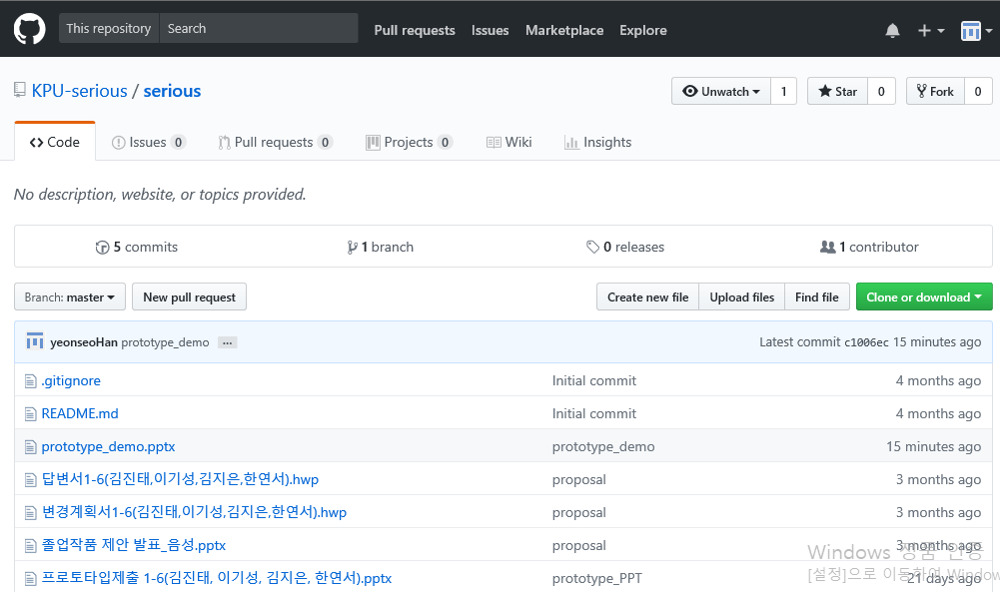 This repository Search Pull requests Issues Marketplace Explore
KPU-serious / serious Unwatch 1 Star 0 Fork 0
Code Issues 0 Pull requests 0 Projects 0 Wiki Insights
No description, website, or topics provided.
5 commits 1 branch 0 releases 1 contributor
Branch: master New pull request Create new file Upload files Find file Clone or download
yeonseoHan prototype_demo ... Latest commit c1006ec 15 minutes ago
.gitignore Initial commit 4 months ago
README.md Initial commit 4 months ago
prototype_demo.pptx prototype_demo 15 minutes ago
답변서1-6(김진태,이기성,김지은,한연서).hwp proposal 3 months ago
변경계획서1-6(김진태,이기성,김지은,한연서).hwp proposal 3 months ago
졸업작품 제안 발표_음성.pptx proposal 3 months ago
Windows 정품 인증
프로토타입제출 1-6(김진태, 이기성, 김지은, 한연서).pptx prototype_PPT 21 days ago
[설정]으로 이동하여 Window